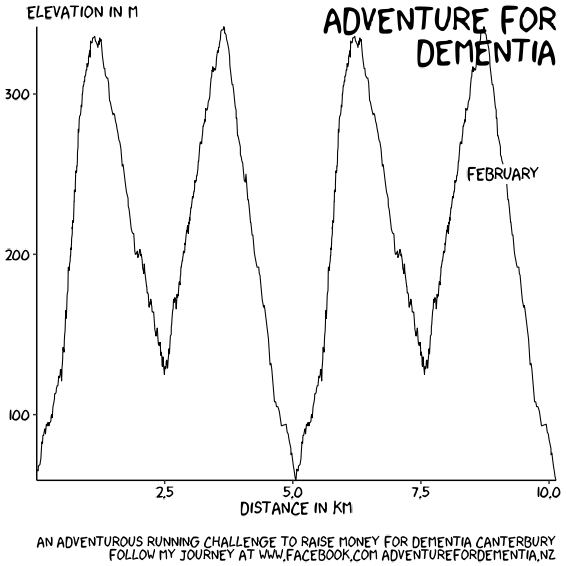 ELEVATION IN M
ADVENTURE FOR
DEMENTIA
300
FEBRUARY
200
100
2.5
5.0
7.5
10.0
DISTANCE IN KM
AN ADVENTUROUS RUNNING CHALLENGE TO RAISE MONEY FOR DEMENTIA CANTERBURY
FOLLOW MY JOURNEY AT WWW.FACEBOOK.COM ADVENTUREFORDEMENTIA.NZ